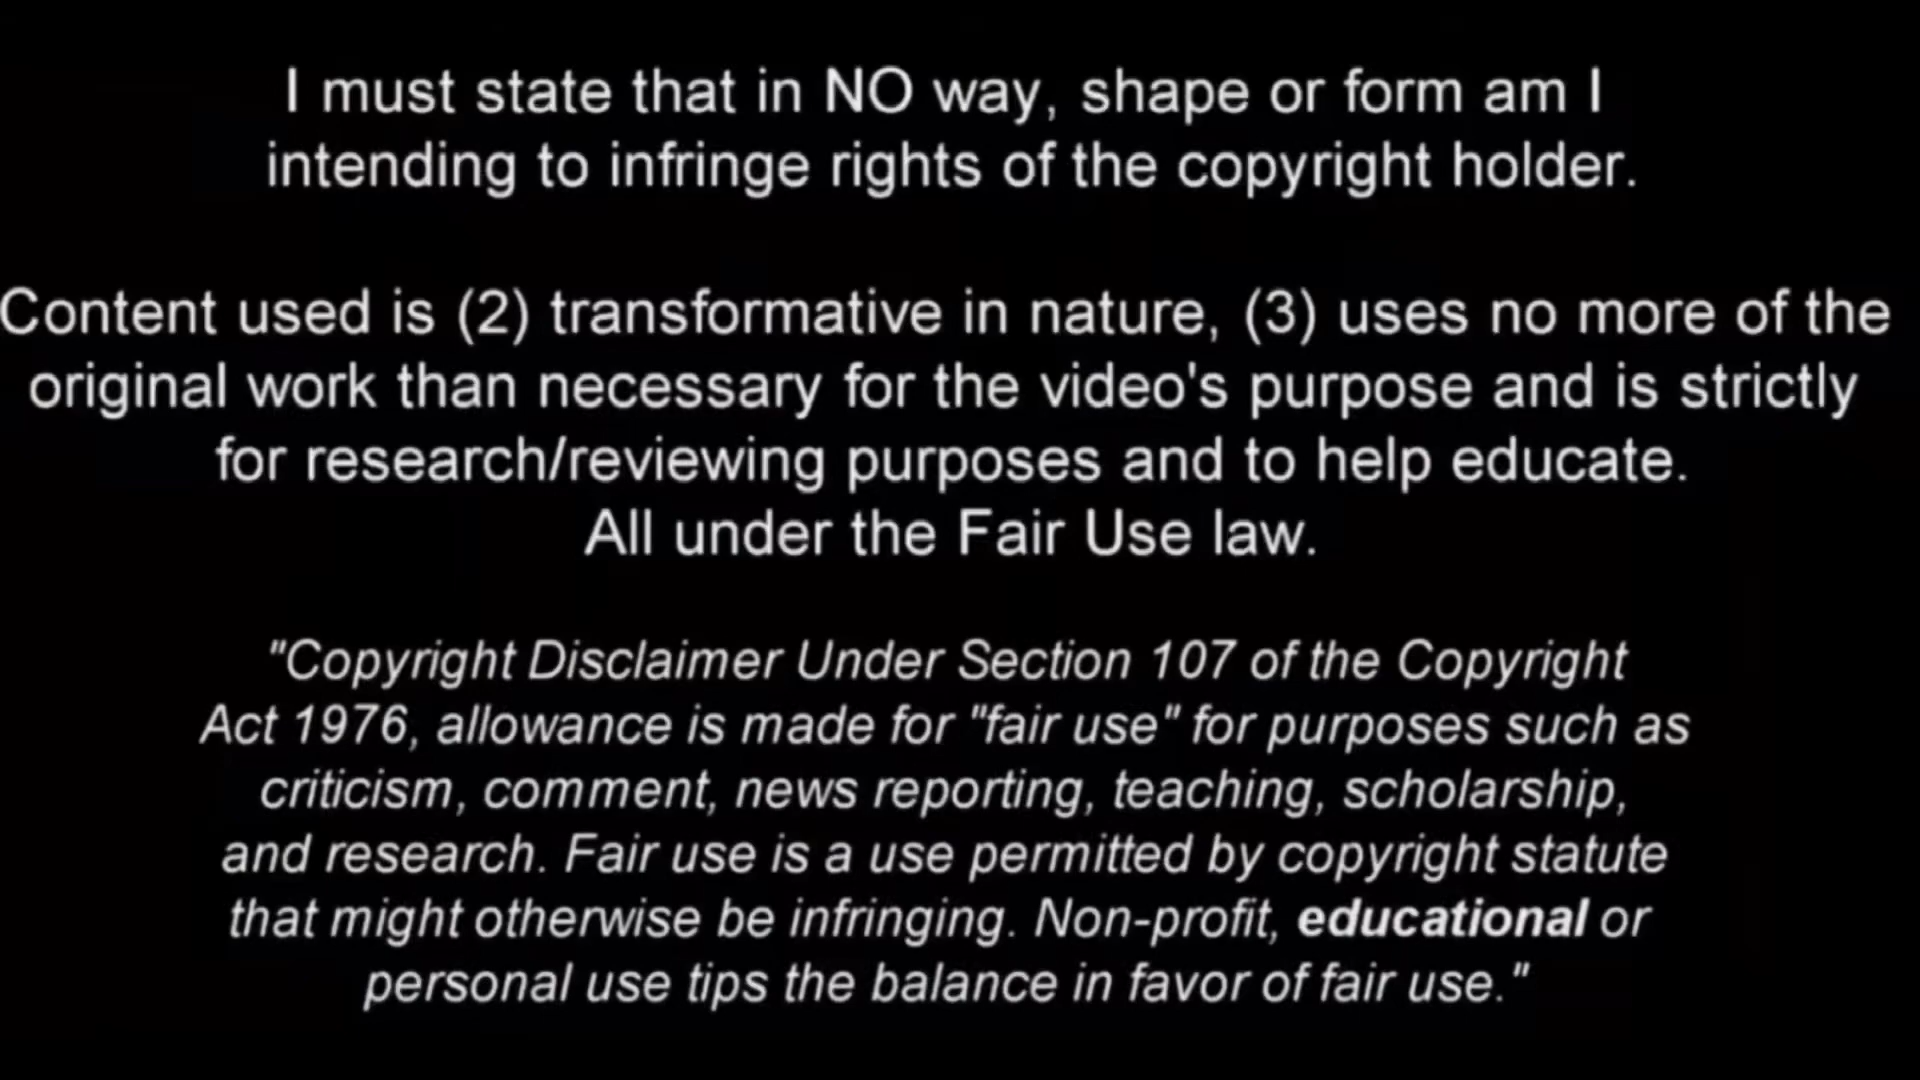 I must state that in NO way, shape or form am I
intending to infringe rights of the copyright holder.
Content used is (2) transformative in nature, (3) uses no more of the
original work than necessary for the video's purpose and is strictly
for research/reviewing purposes and to help educate.
All under the Fair Use law.
"Copyright Disclaimer Under Section 107 of the Copyright
Act 1976, allowance is made for "fair use" for purposes such as
criticism, comment, news reporting, teaching, scholarship,
and research. Fair use is a use permitted by copyright statute
that might otherwise be infringing. Non-profit, educational or
personal use tips the balance in favor of fair use."